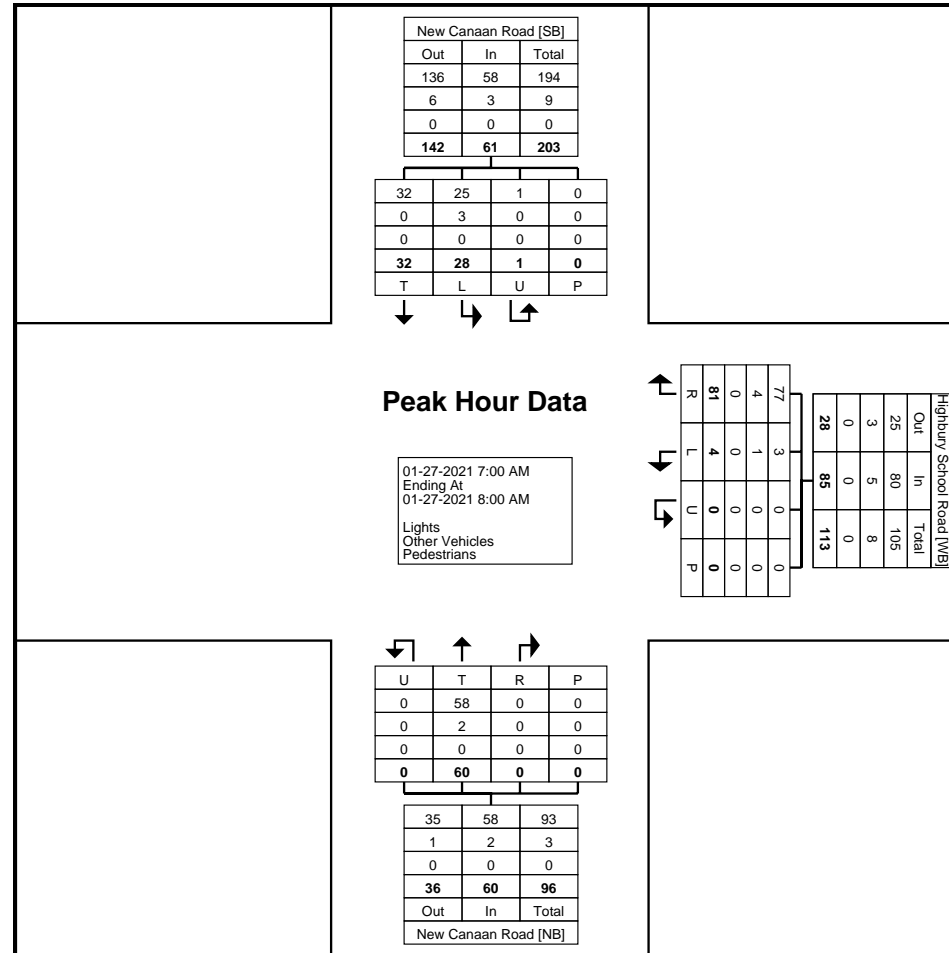 New Canaan Road [SB]
Out In Total
136 58 194
6 3 9
0 0 0
142 61 203
32 25 1 0
0 3 0 0
0 0 0 0
32 28 1 0
T L U P
Peak Hour Data
01-27-2021 7:00 AM
Ending At
01-27-2021 8:00 AM
Lights
Other Vehicles
Pedestrians
Highbury School Road [WB]
Out In Total
25 80 105
3 5 8
0 0 0
28 85 113
77 3 0 0
4 1 0 0
0 0 0 0
81 4 0 0
R L U P
U T R P
0 58 0 0
0 2 0 0
0 0 0 0
0 60 0 0
35 58 93
1 2 3
0 0 0
36 60 96
Out In Total
New Canaan Road [NB]